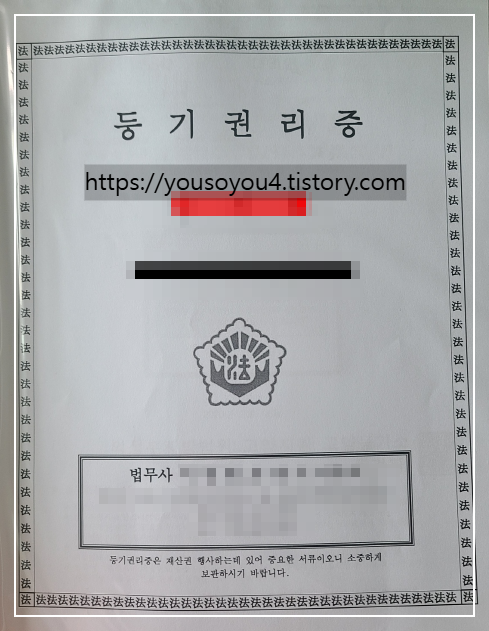 등 기 권 리 증
https://yousoyou4.tistory.com
法
법무사
등기권리증은 재산권 행사하는데 있어 중요한 서류이오니 소중하게
보관하시기 바랍니다.